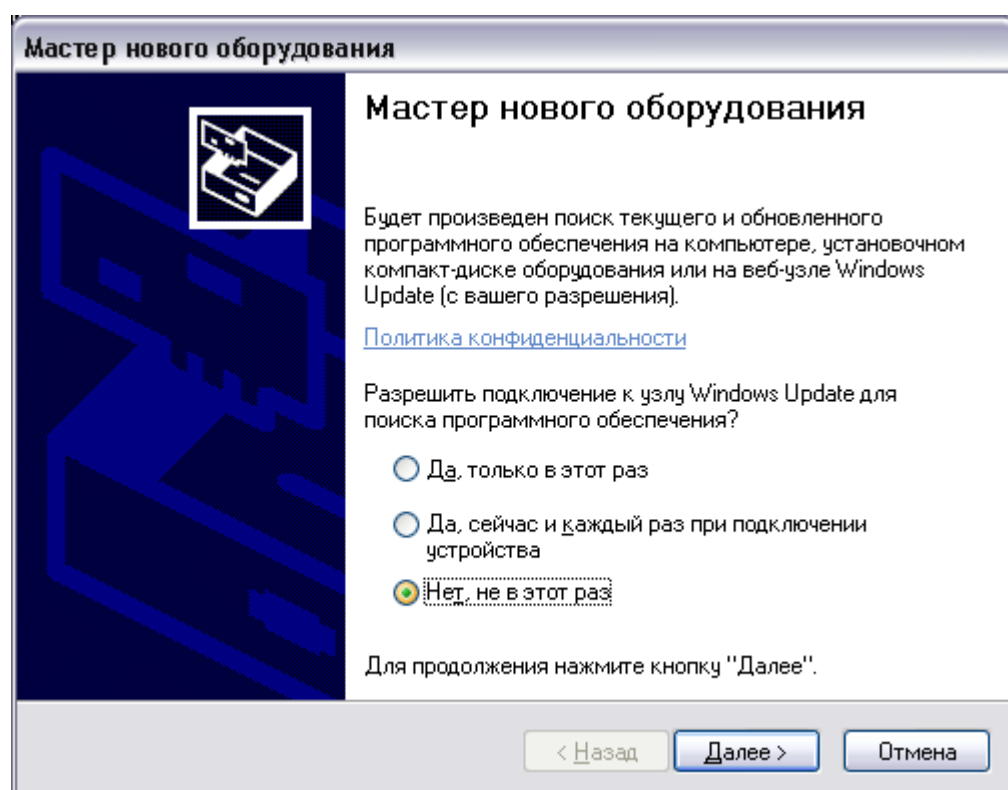 Мастер нового оборудования
Мастер нового оборудования
Будет произведен поиск текущего и обновленного
программного обеспечения на компьютере, установочном
компакт-диске оборудования или на веб-узле Windows
Update (с вашего разрешения).
Политика конфиденциальности
Разрешить подключение к узлу Windows Update для
поиска программного обеспечения?
Да, только в этот раз
Да, сейчас и каждый раз при подключении
устройства
Нет, не в этот раз
Для продолжения нажмите кнопку "Далее".
< Назад
Далее >
Отмена